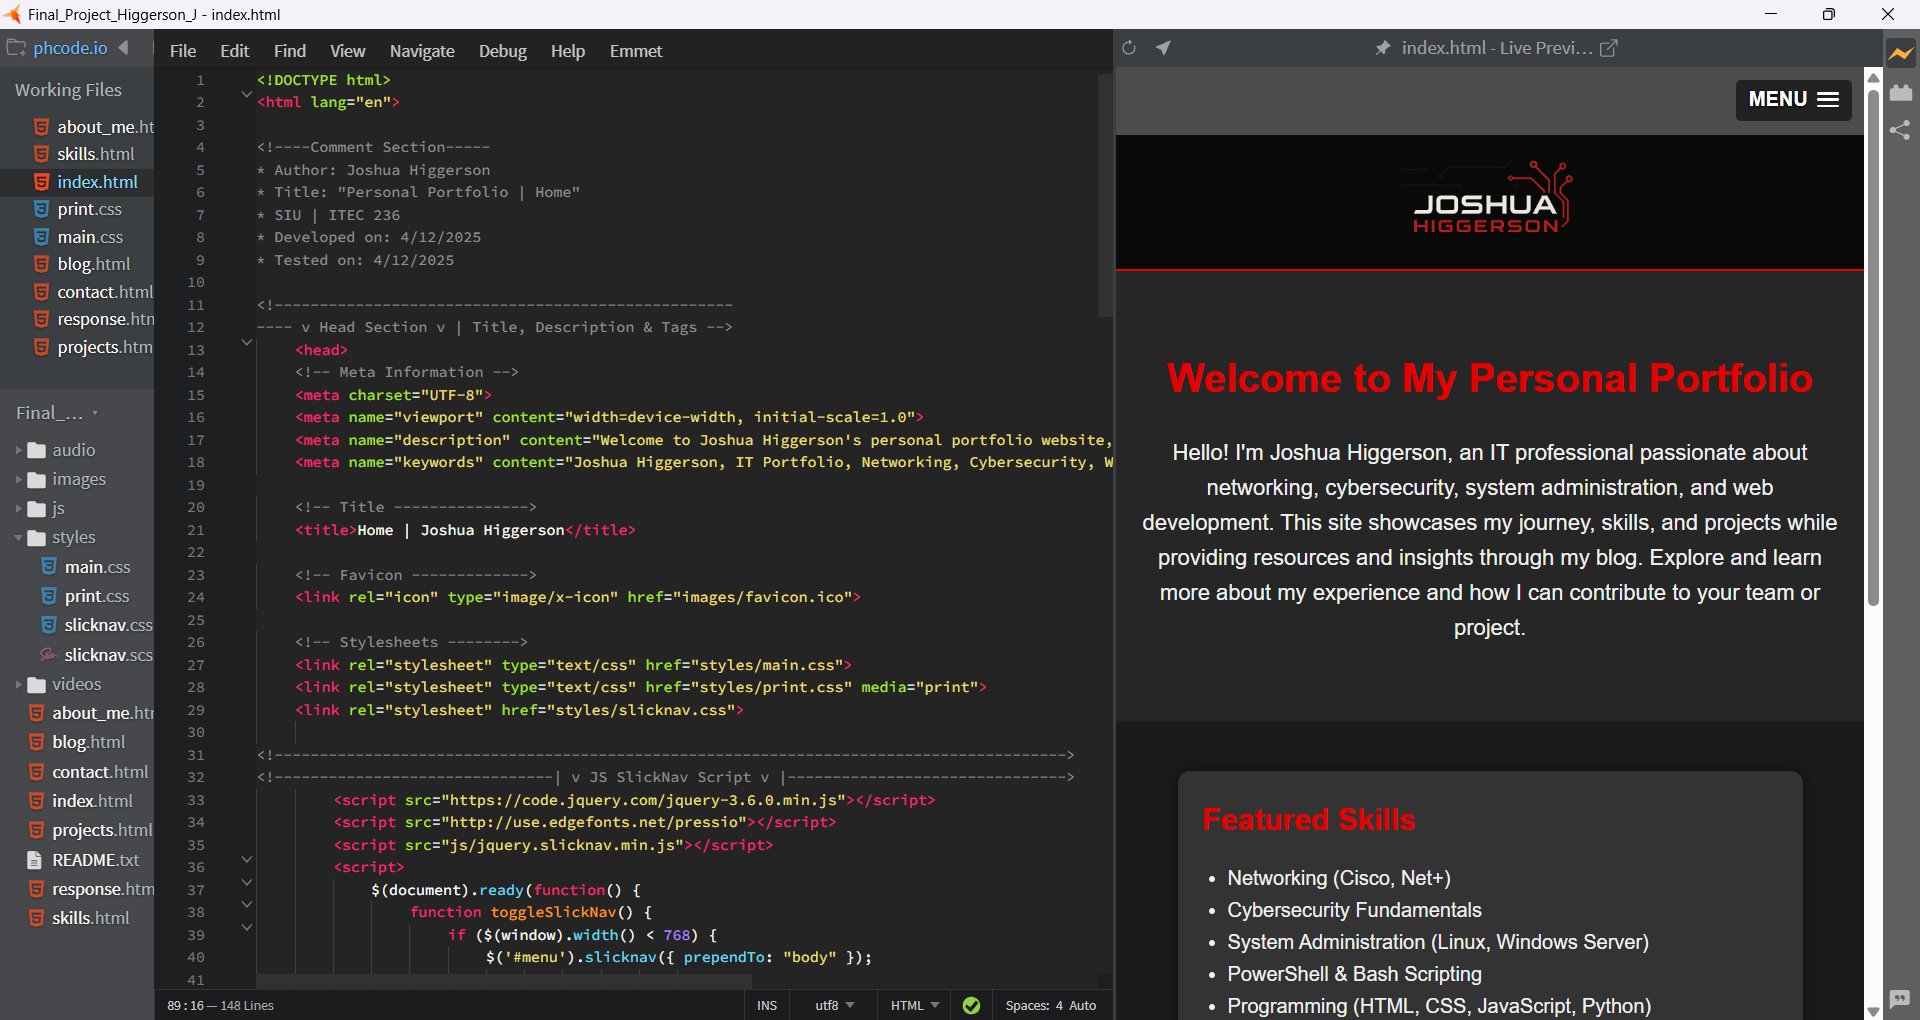 Final_Project_Higgerson_J - index.html
phcode.io
File Edit Find View Navigate Debug Help Emmet
index.html - Live Previ...
Working Files
about_me.ht
skills.html
index.html
print.css
main.css
blog.html
contact.html
response.htn
projects.htm
Final_...
audio
images
js
styles
main.css
print.css
slicknav.css
slicknav.scs
videos
about_me.htr
blog.html
contact.html
index.html
projects.html
README.txt
response.htm
skills.html
1 <!DOCTYPE html>
2 <html lang="en">
3
4 <!----Comment Section-----
5 * Author: Joshua Higgerson
6 * Title: "Personal Portfolio | Home"
7 * SIU | ITEC 236
8 * Developed on: 4/12/2025
9 * Tested on: 4/12/2025
10
11 <!---------------------------------------------------
12 ---- v Head Section v | Title, Description & Tags -->
13 <head>
14 <!-- Meta Information -->
15 <meta charset="UTF-8">
16 <meta name="viewport" content="width=device-width, initial-scale=1.0">
17 <meta name="description" content="Welcome to Joshua Higgerson's personal portfolio website,
18 <meta name="keywords" content="Joshua Higgerson, IT Portfolio, Networking, Cybersecurity, W
19
20 <!-- Title --------------->
21 <title>Home | Joshua Higgerson</title>
22
23 <!-- Favicon ------------->
24 <link rel="icon" type="image/x-icon" href="images/favicon.ico">
25
26 <!-- Stylesheets -------->
27 <link rel="stylesheet" type="text/css" href="styles/main.css">
28 <link rel="stylesheet" type="text/css" href="styles/print.css" media="print">
29 <link rel="stylesheet" href="styles/slicknav.css">
30
31 <!---------------------------------------------------------------------------------------->
32 <!-------------------------------| v JS SlickNav Script v |------------------------------->
33 <script src="https://code.jquery.com/jquery-3.6.0.min.js"></script>
34 <script src="http://use.edgefonts.net/pressio"></script>
35 <script src="js/jquery.slicknav.min.js"></script>
36 <script>
37 $(document).ready(function() {
38 function toggleSlickNav() {
39 if ($(window).width() < 768) {
40 $('#menu').slicknav({ prependTo: "body" });
41
89:16 — 148 Lines
INS utf8 HTML Spaces: 4 Auto
MENU
JOSHUA
HIGGERSON
Welcome to My Personal Portfolio
Hello! I'm Joshua Higgerson, an IT professional passionate about
networking, cybersecurity, system administration, and web
development. This site showcases my journey, skills, and projects while
providing resources and insights through my blog. Explore and learn
more about my experience and how I can contribute to your team or
project.
Featured Skills
• Networking (Cisco, Net+)
• Cybersecurity Fundamentals
• System Administration (Linux, Windows Server)
• PowerShell & Bash Scripting
• Programming (HTML, CSS, JavaScript, Python)